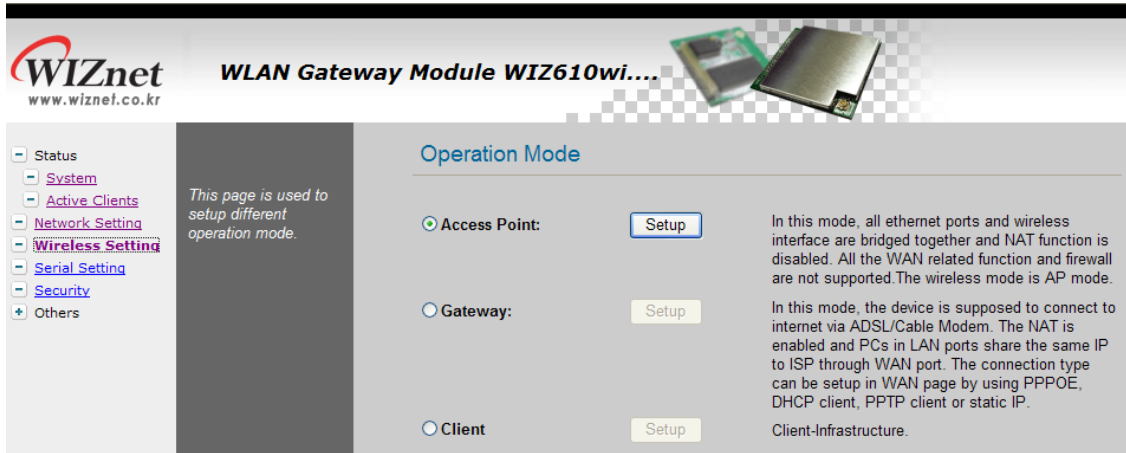 WIZnet
www.wiznet.co.kr
WLAN Gateway Module WIZ610wi....
Status
System
Active Clients
Network Setting
Wireless Setting
Serial Setting
Security
Others
This page is used to
setup different
operation mode.
Operation Mode
Access Point:
Setup
In this mode, all ethernet ports and wireless
interface are bridged together and NAT function is
disabled. All the WAN related function and firewall
are not supported.The wireless mode is AP mode.
Gateway:
Setup
In this mode, the device is supposed to connect to
internet via ADSL/Cable Modem. The NAT is
enabled and PCs in LAN ports share the same IP
to ISP through WAN port. The connection type
can be setup in WAN page by using PPPOE,
DHCP client, PPTP client or static IP.
Client
Setup
Client-Infrastructure.